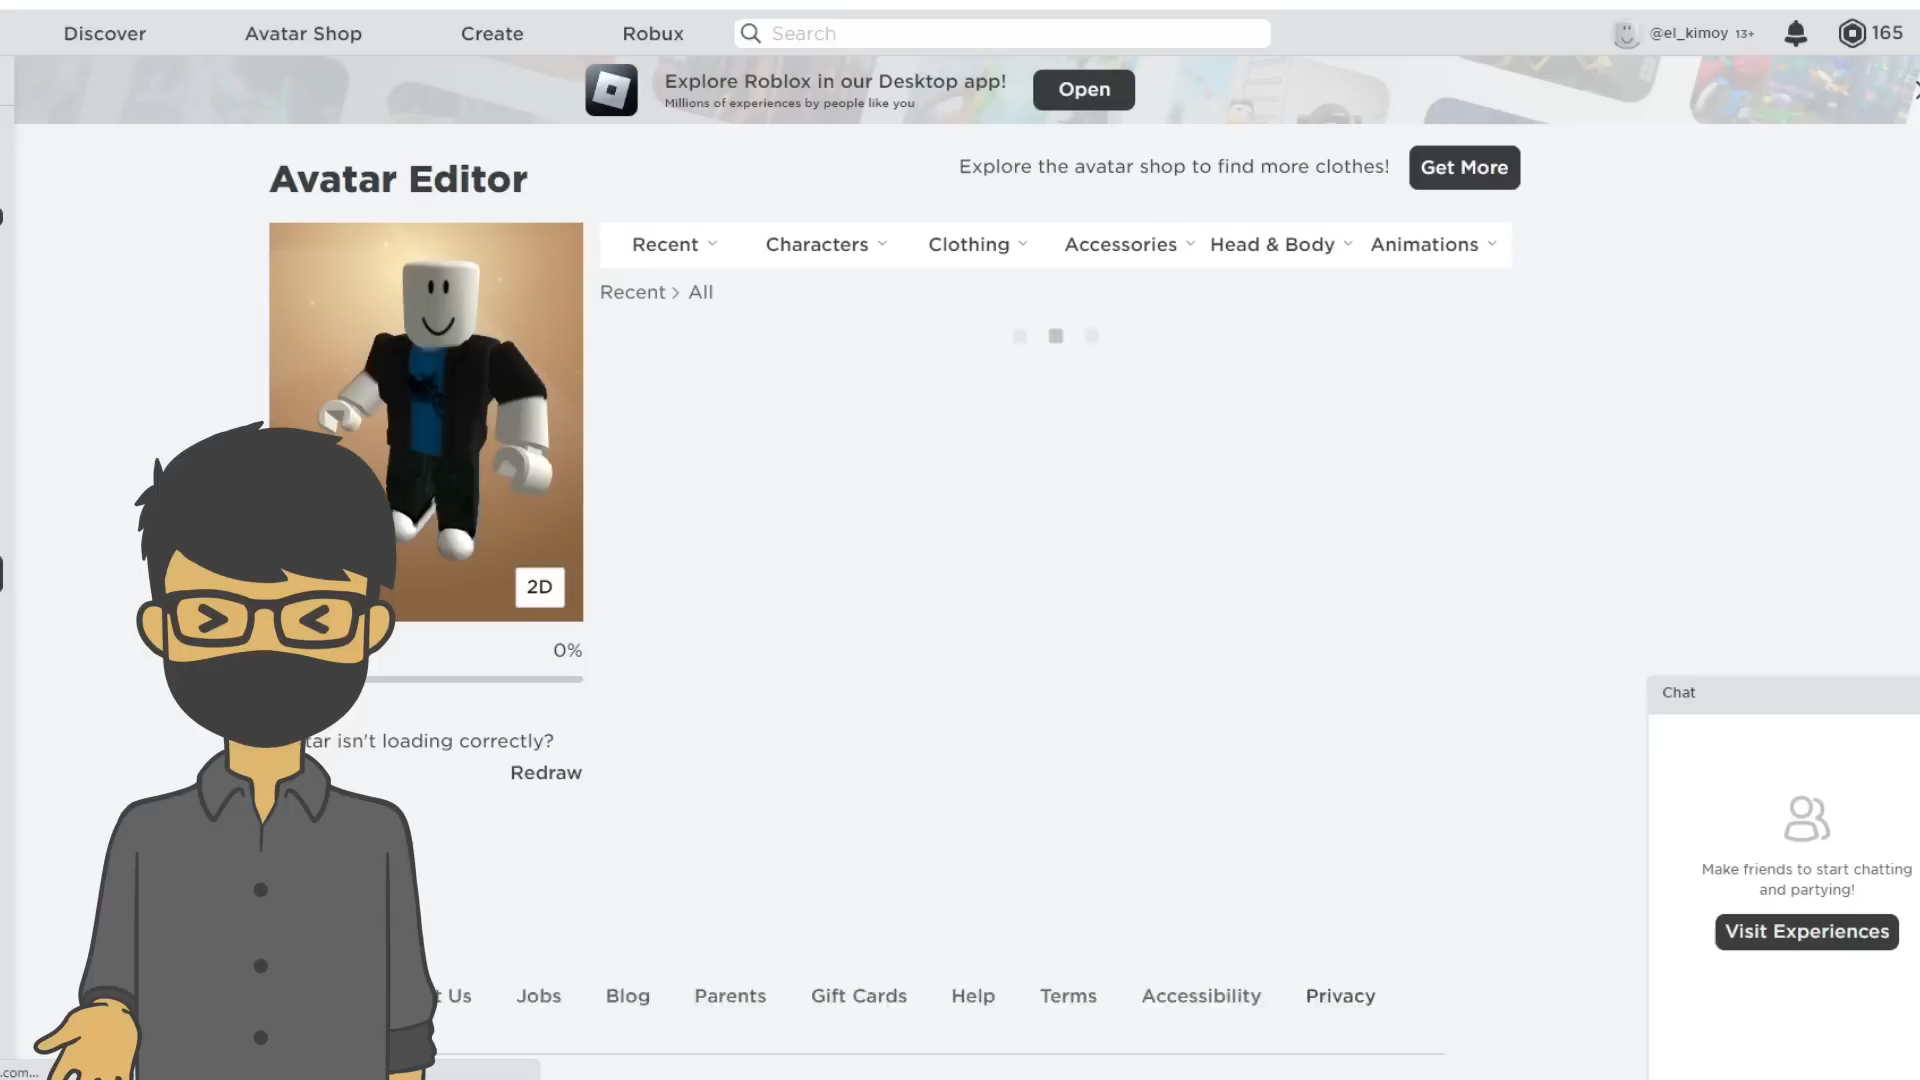 Discover
Avatar Shop
Create
Robux
Search
@el_kimoy 13+
165
Explore Roblox in our Desktop app!
Millions of experiences by people like you
Open
Avatar Editor
Explore the avatar shop to find more clothes!
Get More
Recent
Characters
Clothing
Accessories
Head & Body
Animations
Recent > All
2D
0%
isn't loading correctly?
Redraw
Chat
Make friends to start chatting
and partying!
Visit Experiences
Us
Jobs
Blog
Parents
Gift Cards
Help
Terms
Accessibility
Privacy
.com...